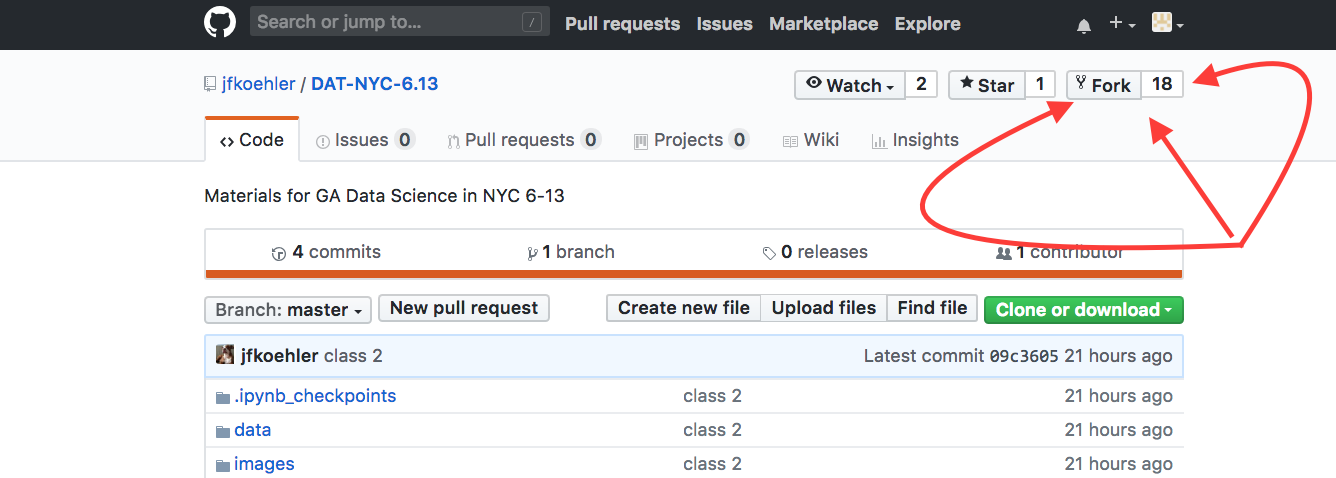 Search or jump to... / Pull requests Issues Marketplace Explore
jfkoehler / DAT-NYC-6.13 Watch 2 Star 1 Fork 18
Code Issues 0 Pull requests 0 Projects 0 Wiki Insights
Materials for GA Data Science in NYC 6-13
4 commits 1 branch 0 releases 1 contributor
Branch: master New pull request Create new file Upload files Find file Clone or download
jfkoehler class 2 Latest commit 09c3605 21 hours ago
.ipynb_checkpoints class 2 21 hours ago
data class 2 21 hours ago
images class 2 21 hours ago